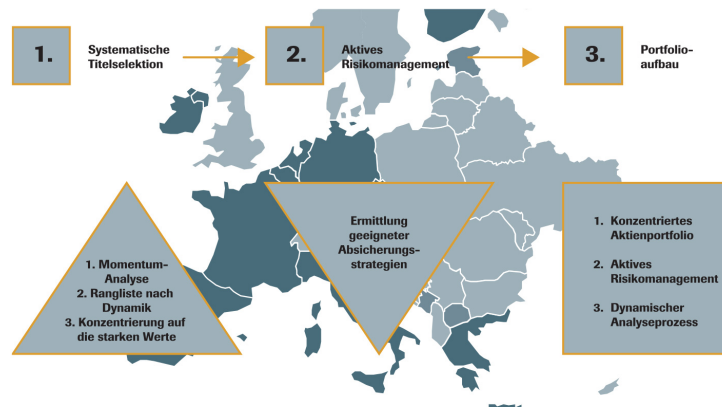 1.
Systematische
Titelselektion
2.
Aktives
Risikomanagement
3.
Portfolio-
aufbau
1. Momentum-
Analyse
2. Rangliste nach
Dynamik
3. Konzentrierung auf
die starken Werte
Ermittlung
geeigneter
Absicherungs-
strategien
1. Konzentriertes
Aktienportfolio
2. Aktives
Risikomanagement
3. Dynamischer
Analyseprozess